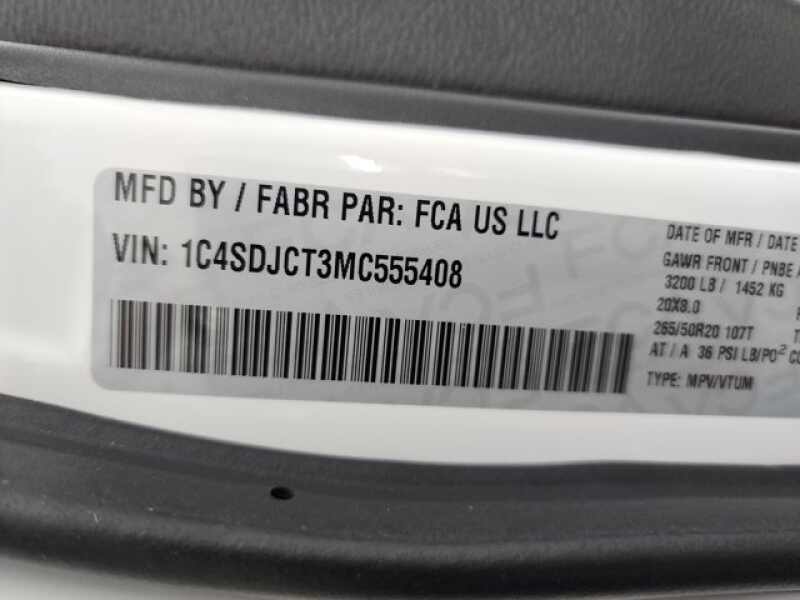 MFD BY / FABR PAR: FCA US LLC
VIN: 1C4SDJCT3MC555408
DATE OF MFR / DATE
GAWR FRONT / PNBE A
3200 LB / 1452 KG
20X8.0
265/50R20 107T
AT / A 36 PSI LB/PO²
TYPE: MPV/VTUM